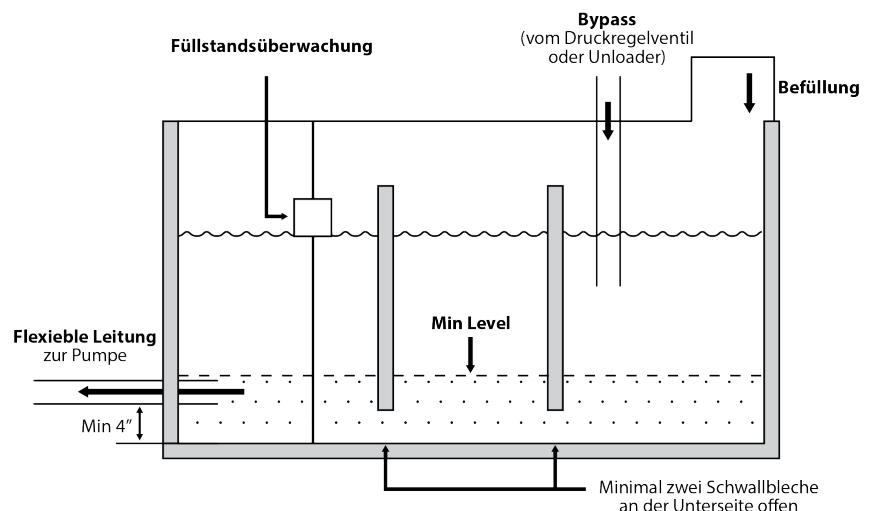 Bypass
(vom Druckregelventil
oder Unloader)
Füllstandsüberwachung
Befüllung
Min Level
Flexieble Leitung
zur Pumpe
Min 4”
Minimal zwei Schwallbleche
an der Unterseite offen